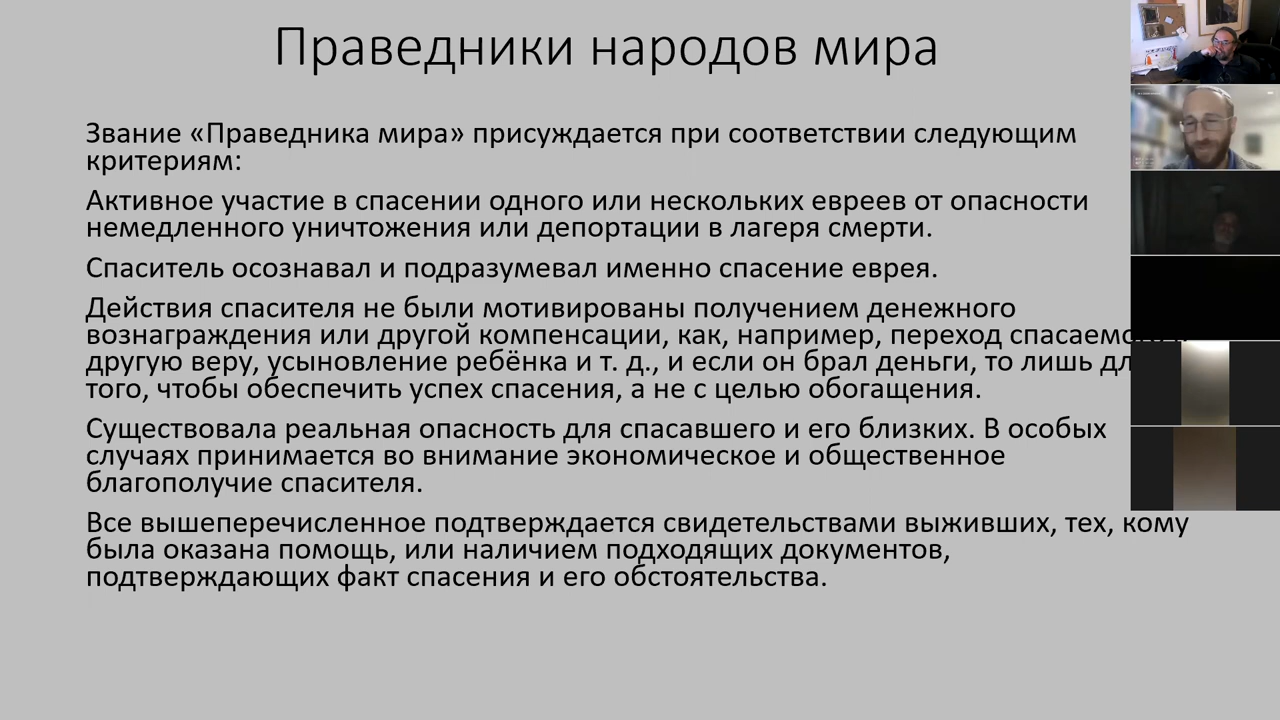 Праведники народов мира
Звание «Праведника мира» присуждается при соответствии следующим
критериям:
Активное участие в спасении одного или нескольких евреев от опасности
немедленного уничтожения или депортации в лагеря смерти.
Спаситель осознавал и подразумевал именно спасение еврея.
Действия спасителя не были мотивированы получением денежного
вознаграждения или другой компенсации, как, например, переход
другую веру, усыновление ребёнка и т. д., и если он брал деньги, то лишь
того, чтобы обеспечить успех спасения, а не с целью обогащения.
Существовала реальная опасность для спасавшего и его близких. В особых
случаях принимается во внимание экономическое и общественное
благополучие спасителя.
Все вышеперечисленное подтверждается свидетельствами выживших, тех, кому
была оказана помощь, или наличием подходящих документов,
подтверждающих факт спасения и его обстоятельства.